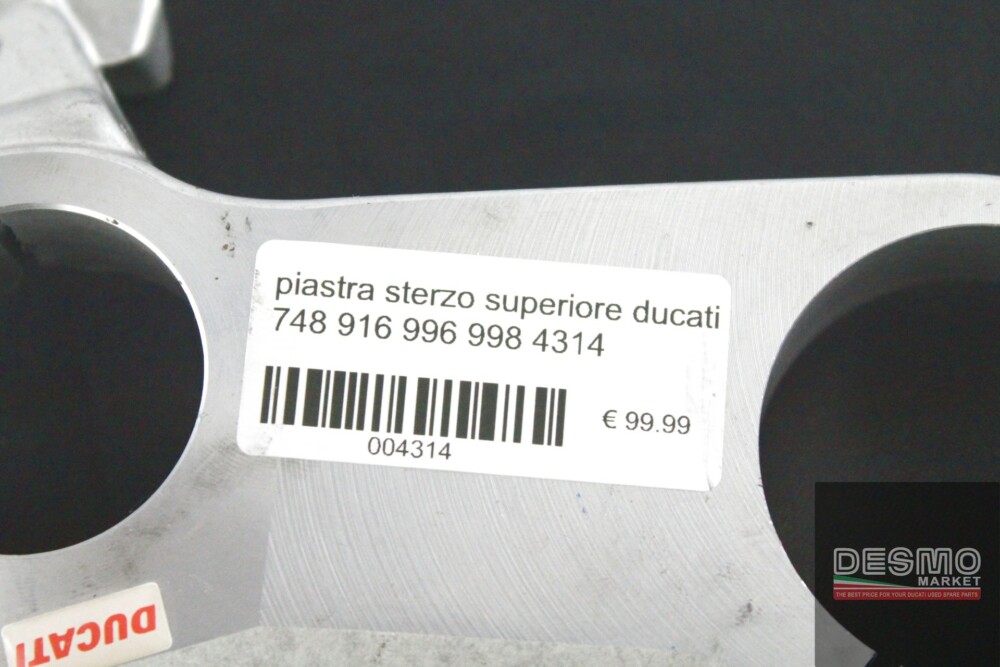 piastra sterzo superiore ducati
748 916 996 998 4314
€ 99.99
004314
DUCATI
DESMO
MARKET
THE BEST PRICE FOR YOUR DUCATI USED SPARE PARTS